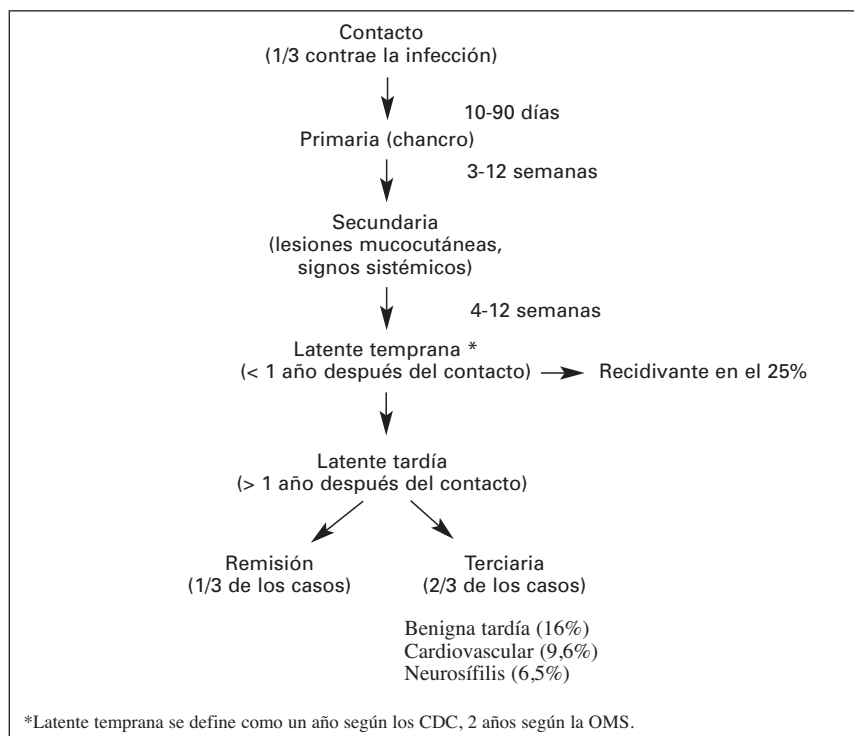 Contacto
(1/3 contrae la infección)
10-90 días
Primaria (chancro)
3-12 semanas
Secundaria
(lesiones mucocutáneas,
signos sistémicos)
4-12 semanas
Latente temprana *
(< 1 año después del contacto)
Recidivante en el 25%
Latente tardía
(> 1 año después del contacto)
Remisión
(1/3 de los casos)
Terciaria
(2/3 de los casos)
Benigna tardía (16%)
Cardiovascular (9,6%)
Neurosífilis (6,5%)
*Latente temprana se define como un año según los CDC, 2 años según la OMS.